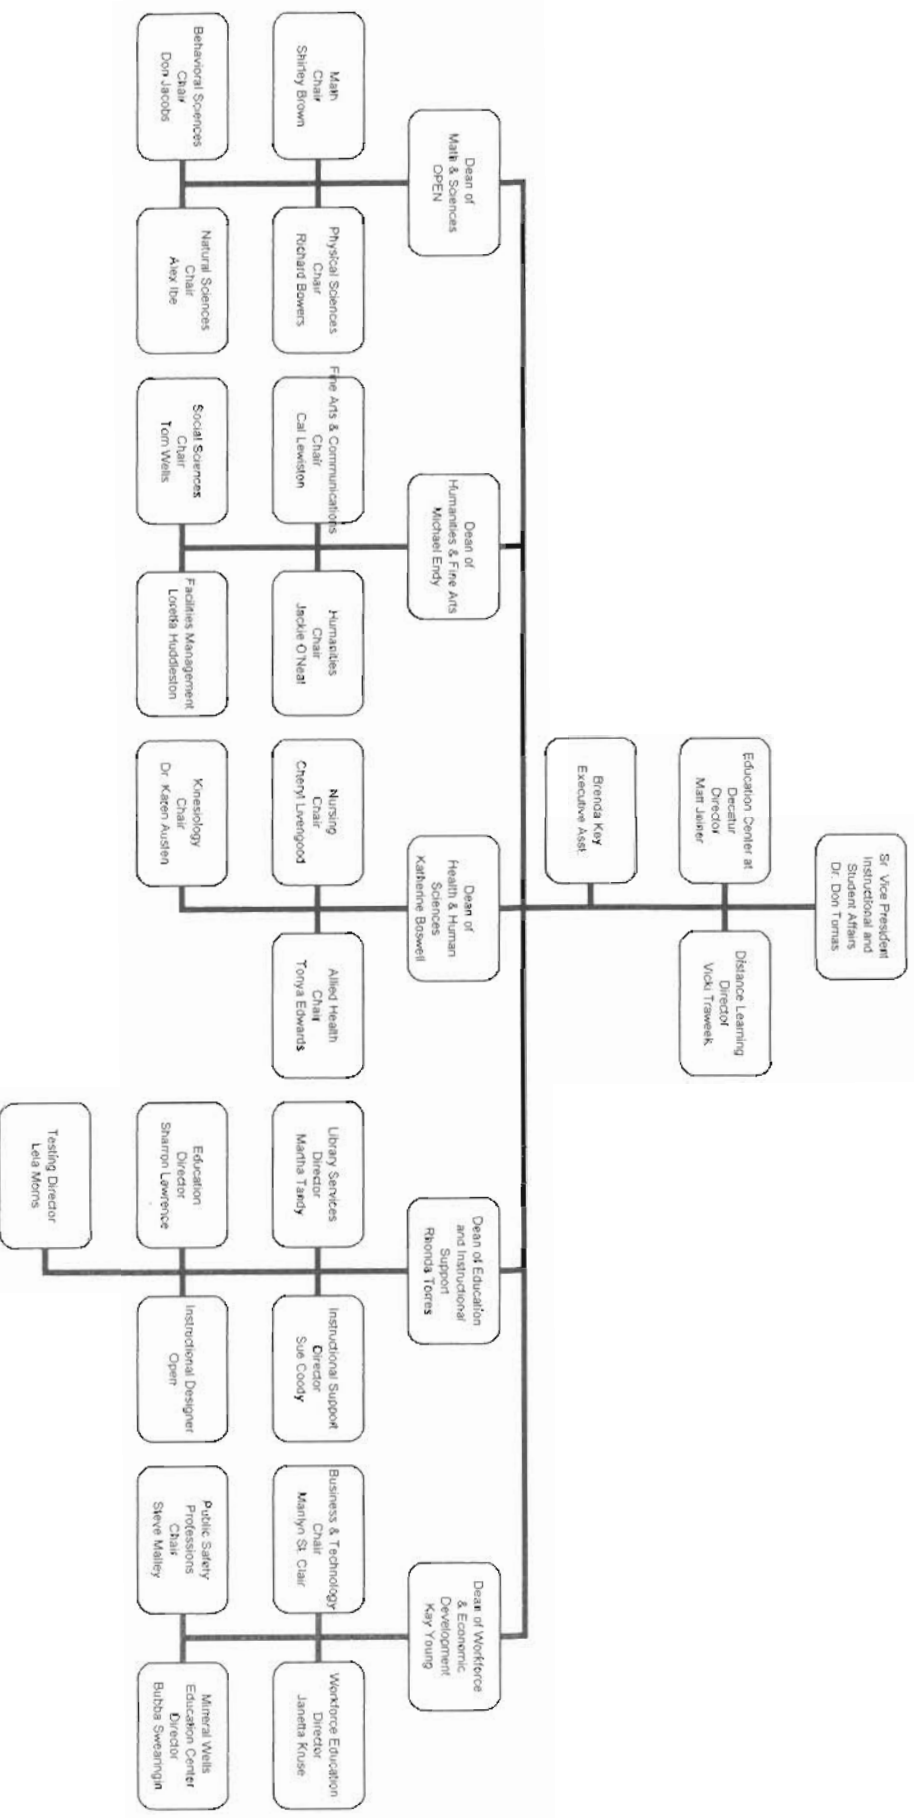 Sr. Vice President
Instructional and
Student Affairs
Dr. Don Tomas
Education Center at
Decatur
Director
Matt Joiner
Distance Learning
Director
Vicki Traweek
Brenda Key
Executive Asst.
Dean of
Math & Sciences
OPEN
Dean of
Humanities & Fine Arts
Michael Endy
Dean of
Health & Human
Sciences
Katherine Boswell
Dean of Education
and Instructional
Support
Rhonda Torres
Dean of Workforce
& Economic
Development
Kay Young
Math
Chair
Shirley Brown
Physical Sciences
Chair
Richard Bowers
Fine Arts & Communications
Chair
Cal Lewiston
Humanities
Chair
Jackie O'Neal
Nursing
Chair
Cheryl Livengood
Allied Health
Chair
Tonya Edwards
Library Services
Director
Martha Tandy
Instructional Support
Director
Sue Coody
Business & Technology
Chair
Marilyn St. Clair
Workforce Education
Director
Janetta Kruse
Behavioral Sciences
Chair
Don Jacobs
Natural Sciences
Chair
Alex Ibe
Social Sciences
Chair
Tom Wells
Facilities Management
Loretta Huddleston
Kinesiology
Chair
Dr. Karen Austen
Education
Director
Sharron Lawrence
Instructional Designer
Open
Public Safety
Professions
Chair
Steve Malley
Mineral Wells
Education Center
Director
Bubba Swearingin
Testing Director
Lela Morris